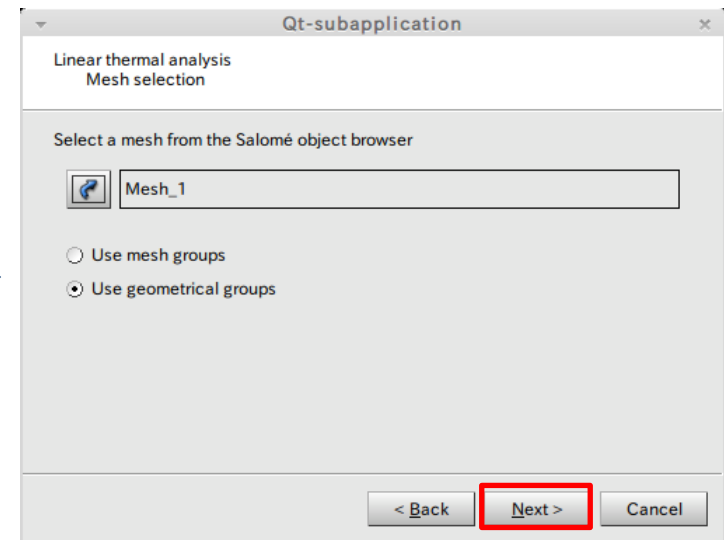 Qt-subapplication
Linear thermal analysis
Mesh selection
Select a mesh from the Salomé object browser
Mesh_1
Use mesh groups
Use geometrical groups
< Back Next > Cancel